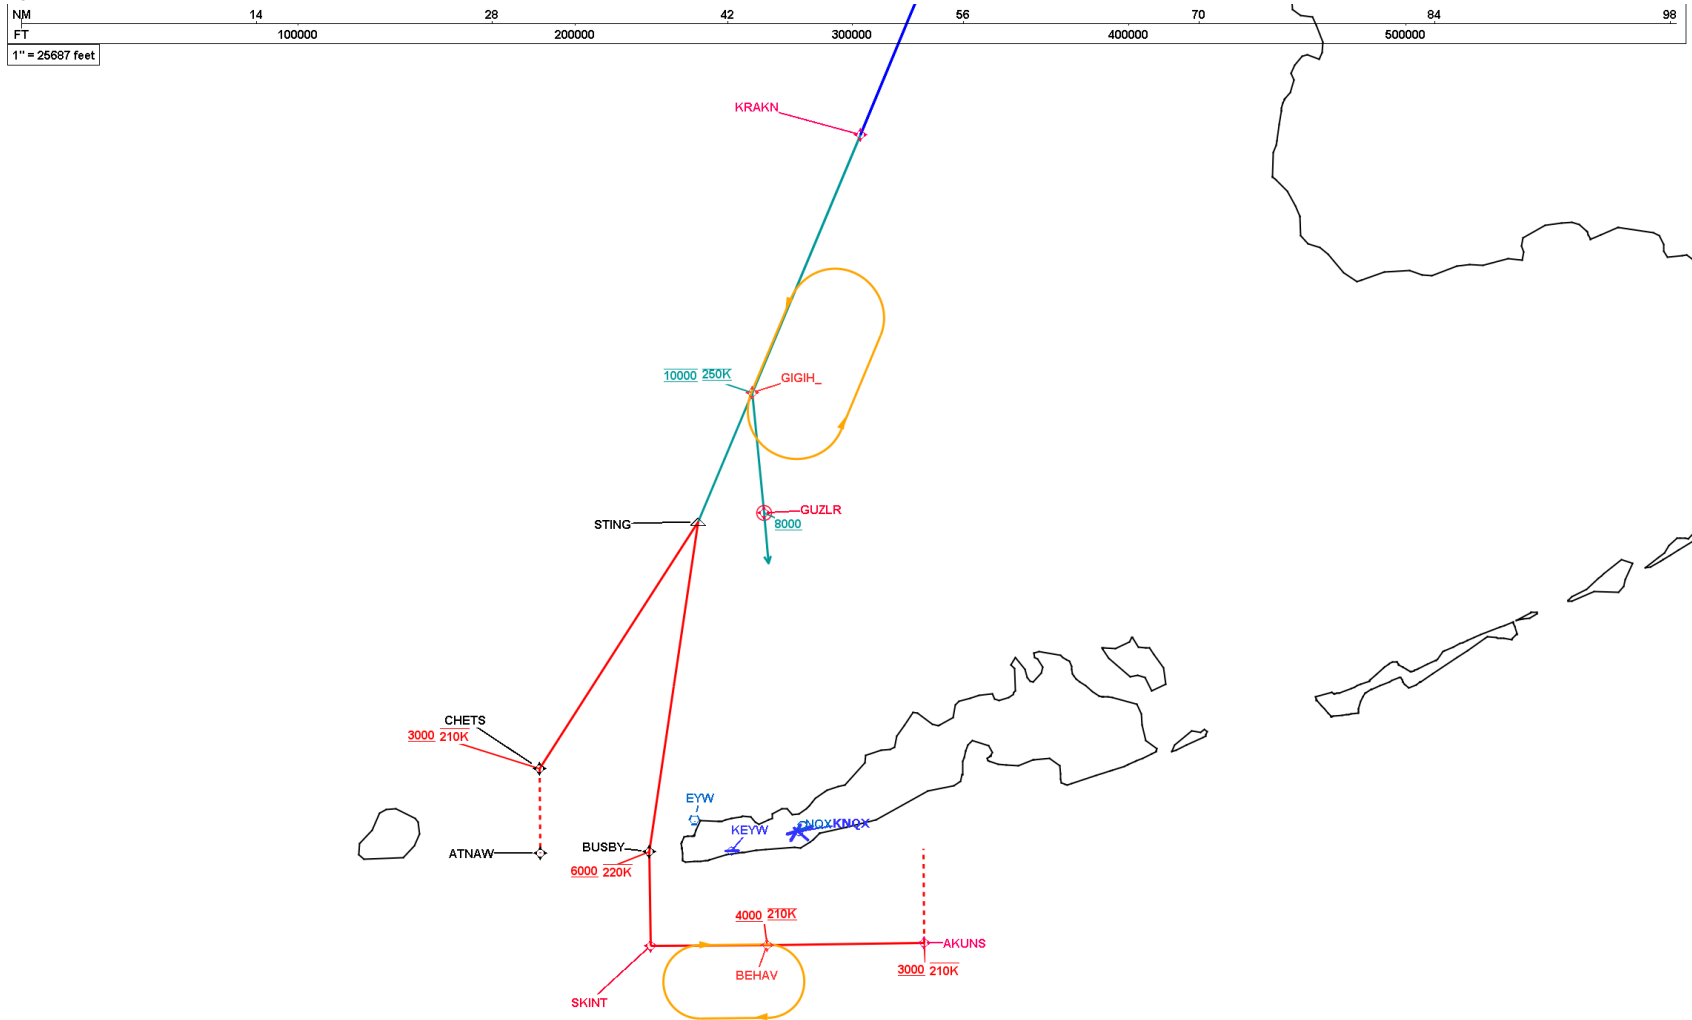 NM 14 28 42 56 70 84 98
FT 100000 200000 300000 400000 500000
1" = 25687 feet
KRAKN
10000 250K
GIGIH_
GUZLR
8000
STING
CHETS
3000 210K
EYW
KEYW
NQX KNQX
BUSBY
ATNAW
6000 220K
4000 210K
AKUNS
3000 210K
BEHAV
SKINT